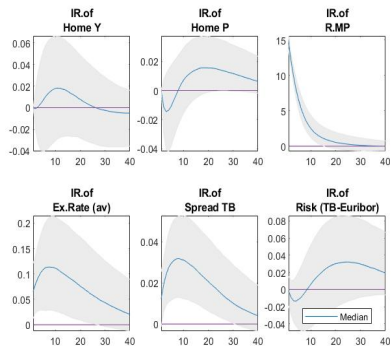 IR.of
Home Y
0.06
0.04
0.02
0
-0.02
-0.04
10 20 30 40
IR.of
Home P
0.02
0
-0.02
-0.04
10 20 30 40
IR.of
R.MP
15
10
5
0
10 20 30 40
IR.of
Ex.Rate (av)
0.2
0.15
0.1
0.05
0
10 20 30 40
IR.of
Spread TB
0.04
0.02
0
10 20 30 40
IR.of
Risk (TB-Euribor)
0.08
0.06
0.04
0.02
0
-0.02
-0.04
Median
10 20 30 40